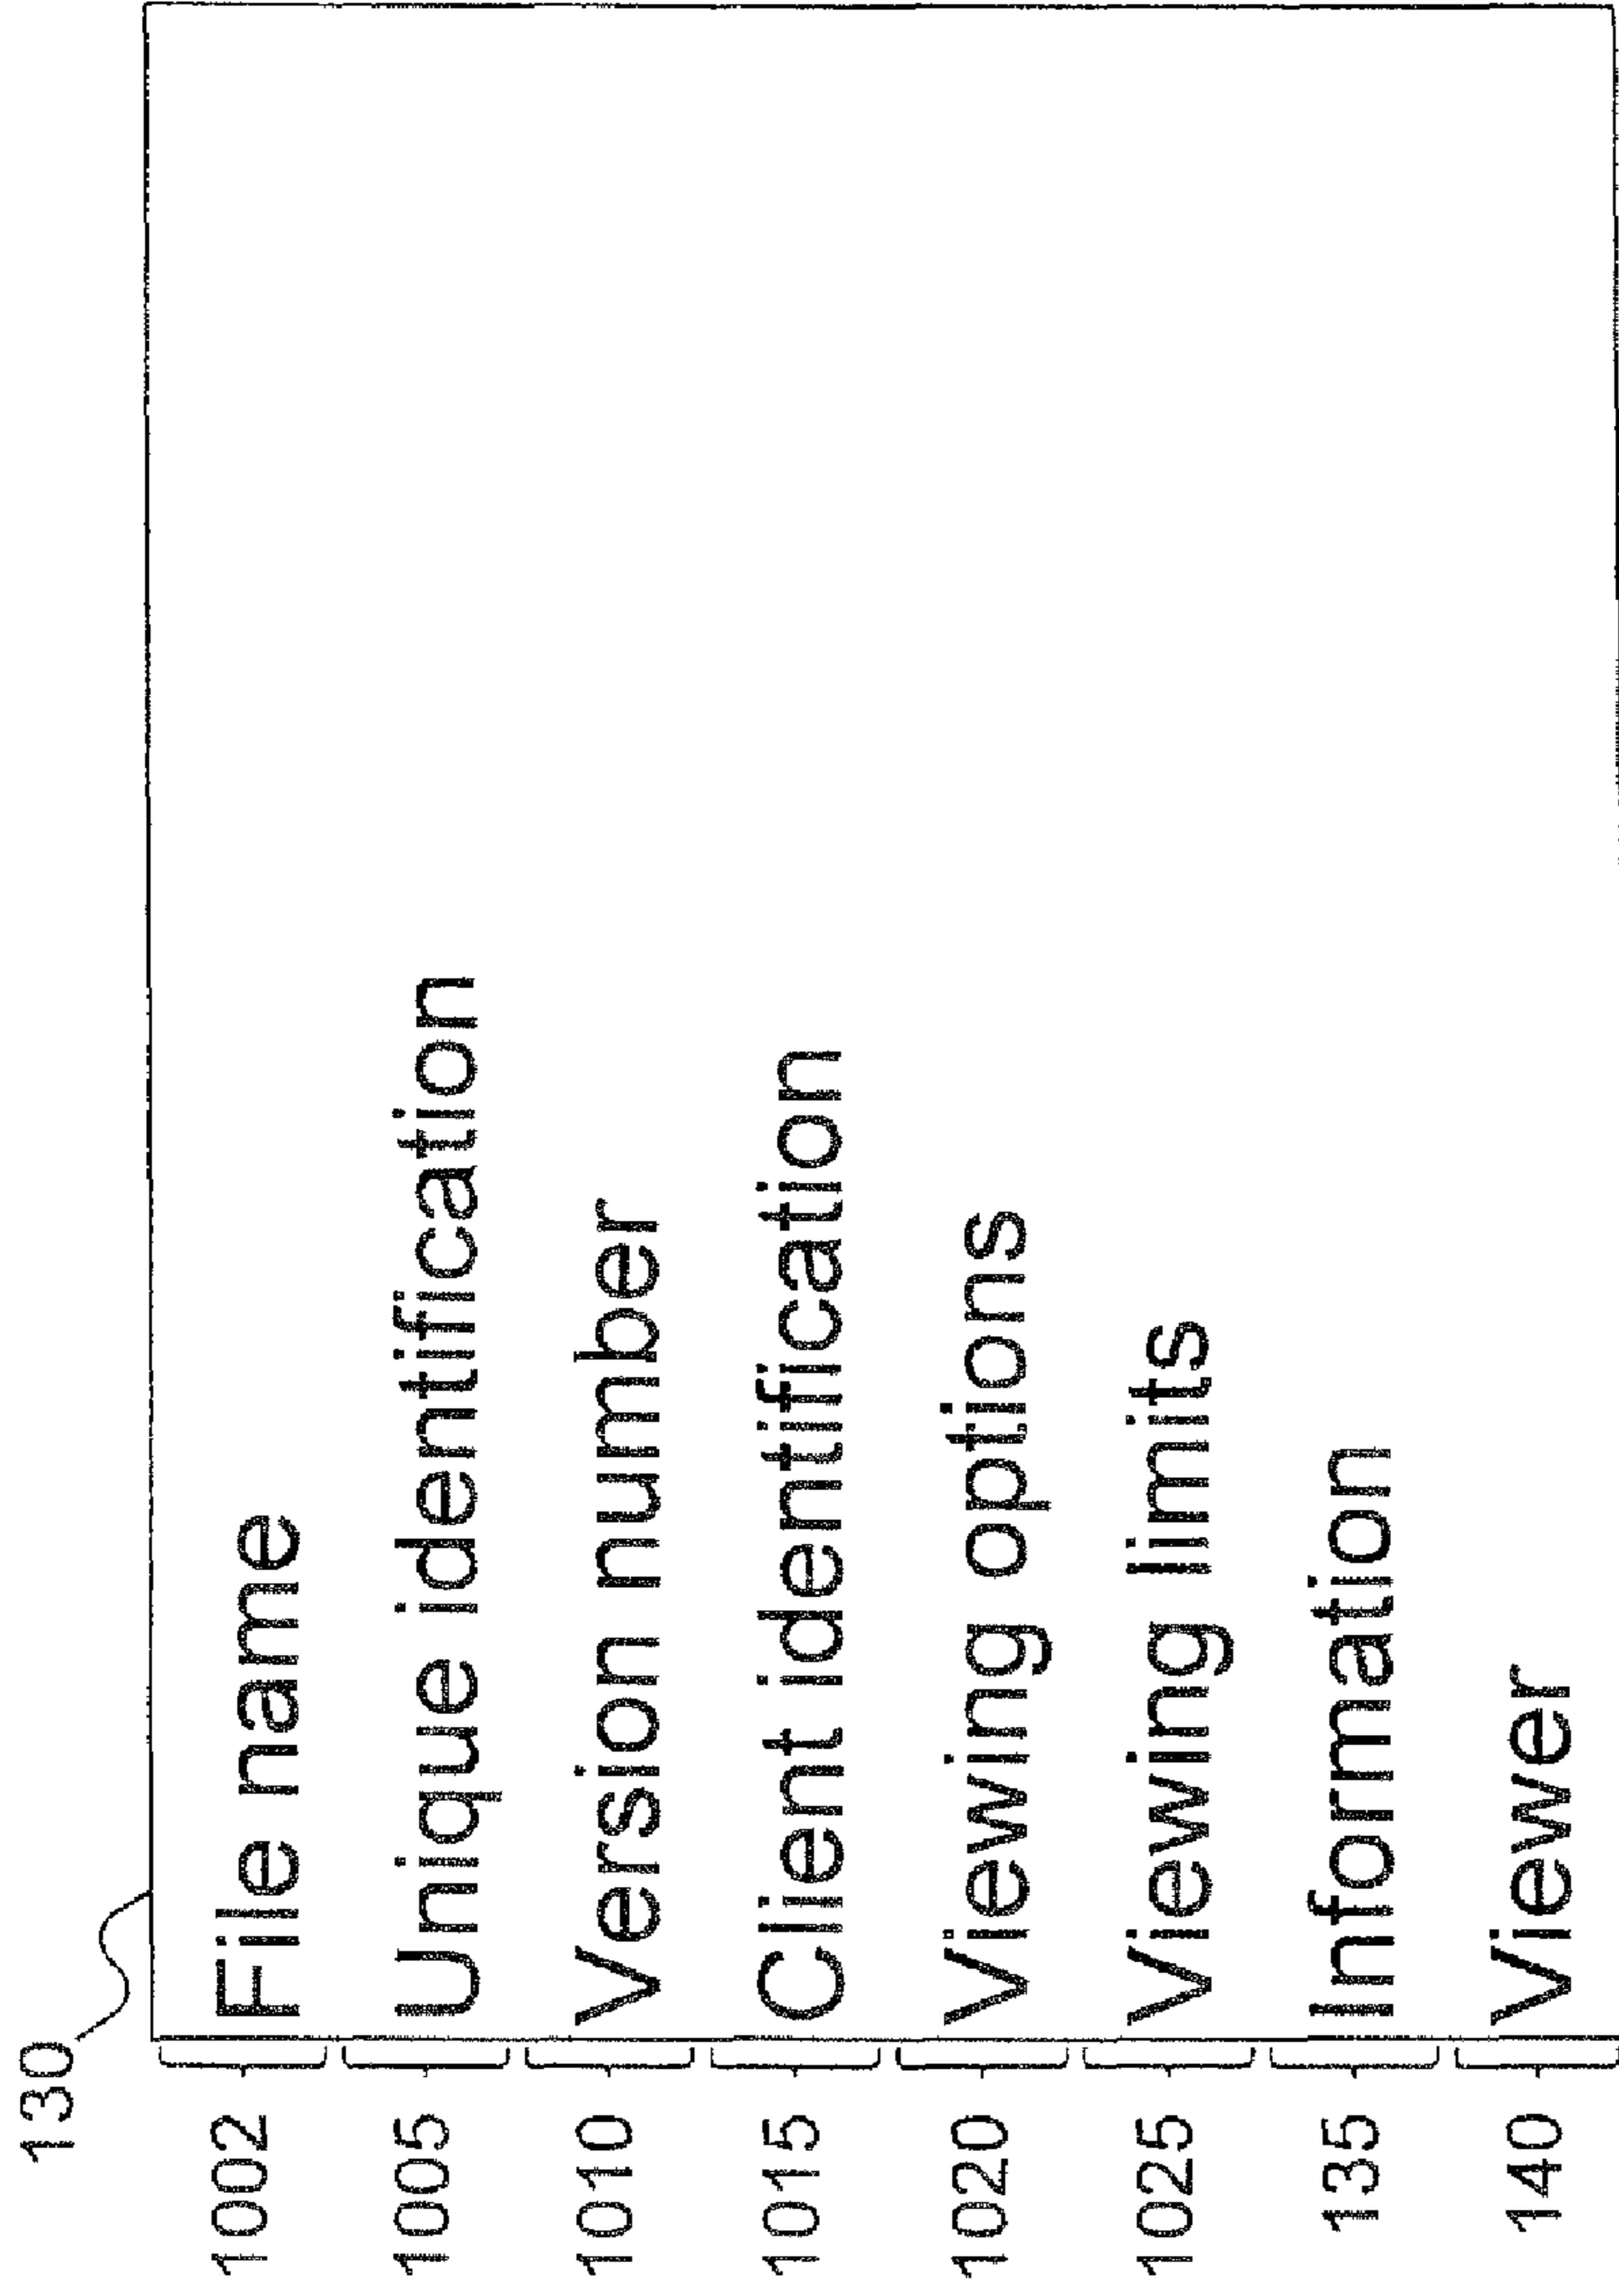 130
1002 File name
1005 Unique identification
1010 Version number
1015 Client identification
1020 Viewing options
1025 Viewing limits
135 Information
140 Viewer